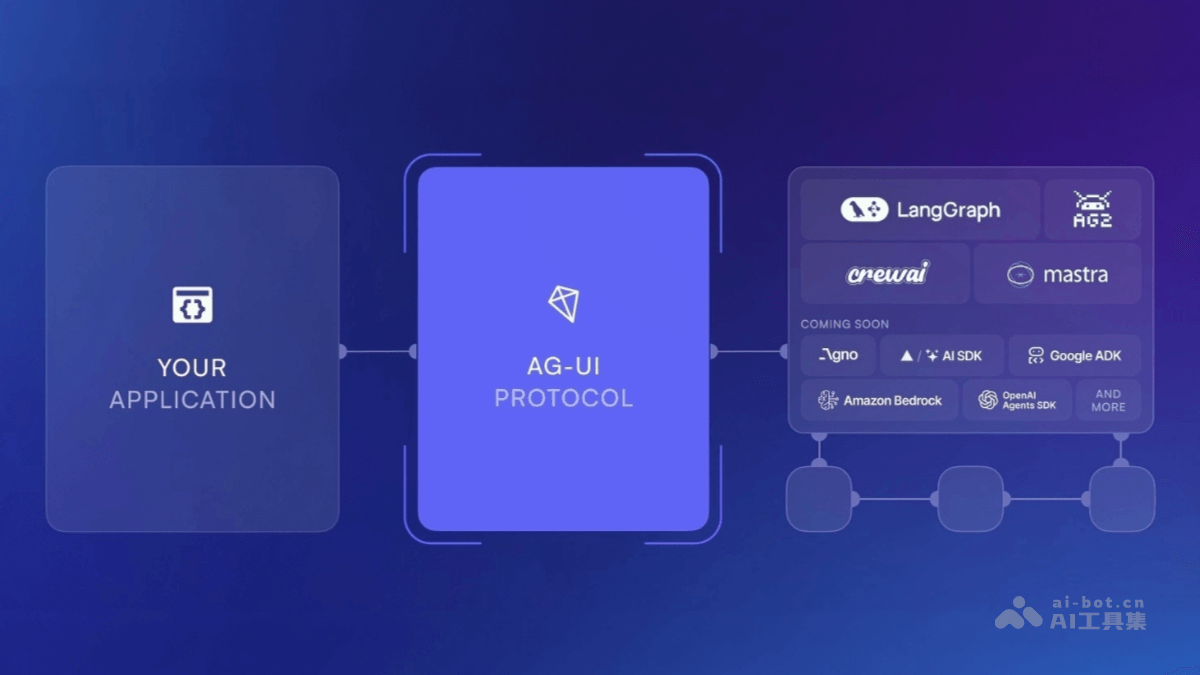 YOUR
APPLICATION
AG-UI
PROTOCOL
LangGraph
AG2
crewai
mastra
COMING SOON
Agno
/ AI SDK
Google ADK
Amazon Bedrock
OpenAI
Agents SDK
AND
MORE
ai-bot.cn
AI工具集